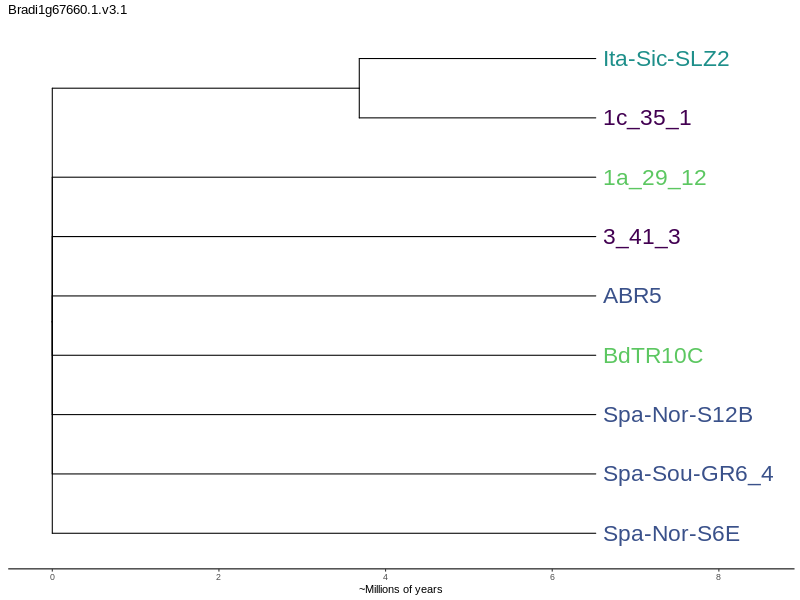 Bradi1g67660.1.v3.1
Ita-Sic-SLZ2
1c_35_1
1a_29_12
3_41_3
ABR5
BdTR10C
Spa-Nor-S12B
Spa-Sou-GR6_4
Spa-Nor-S6E
0 2 4 6 8
~Millions of years